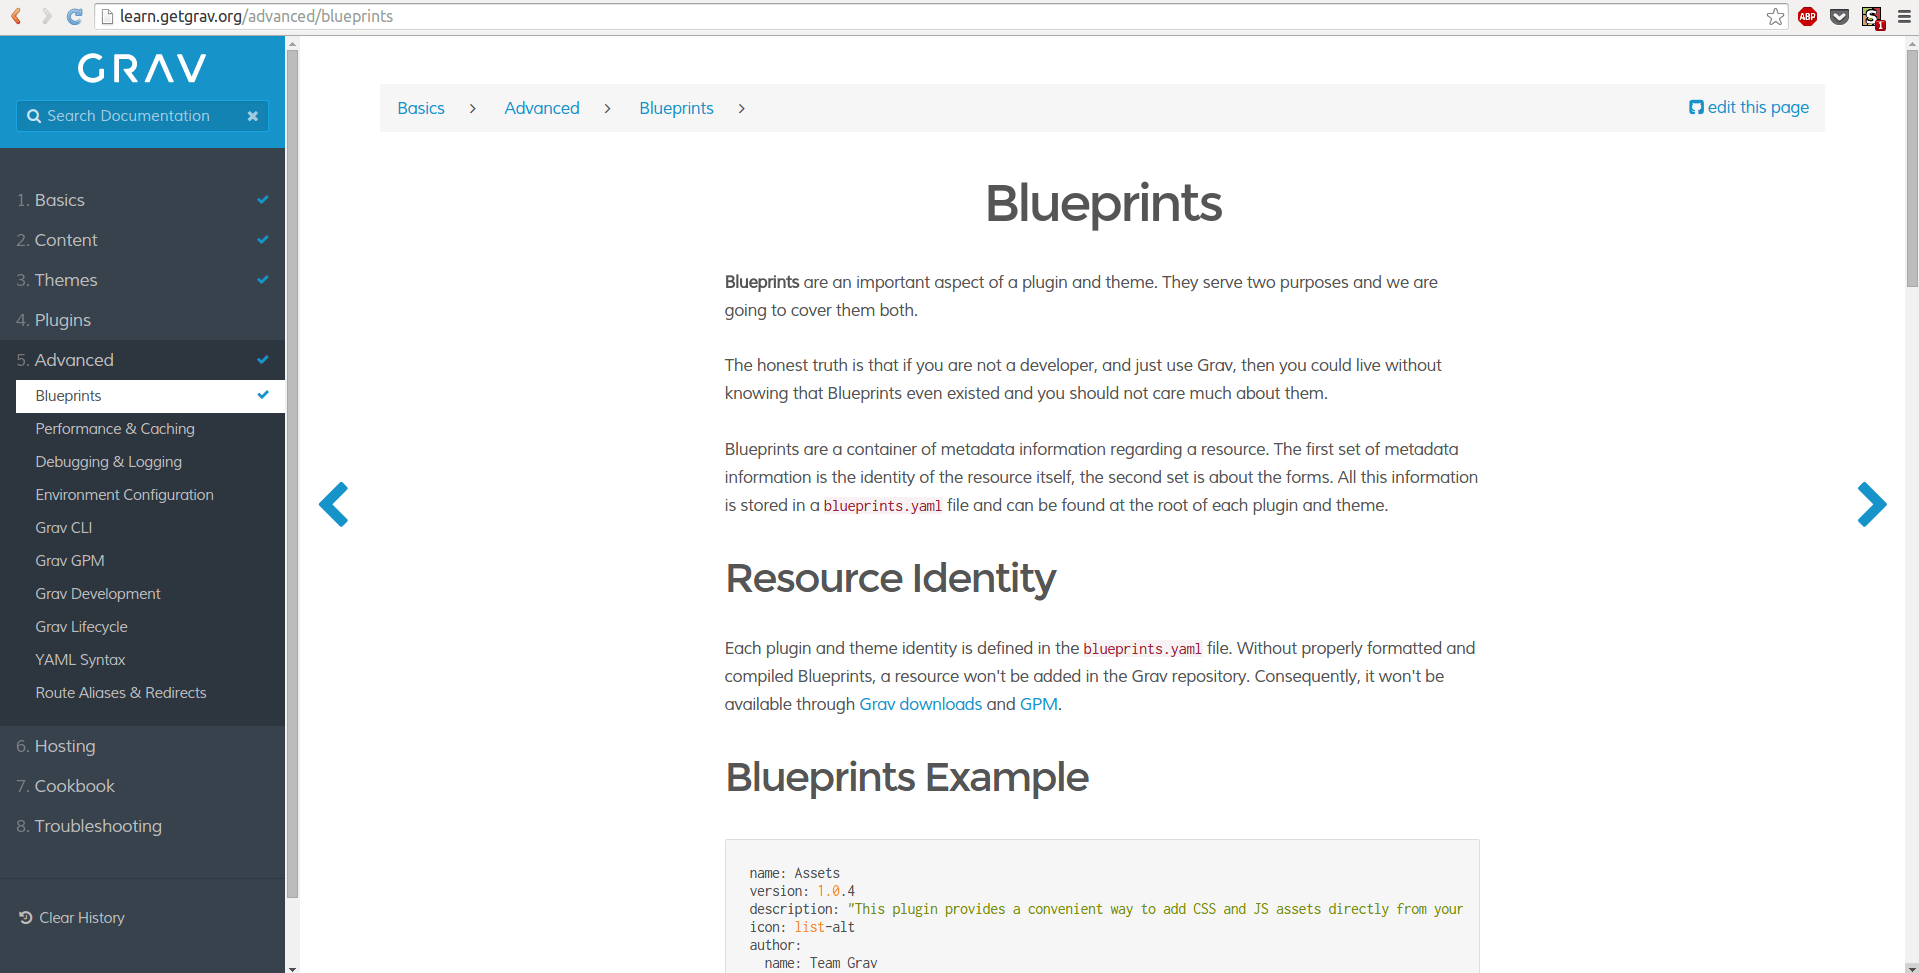 learn.getgrav.org/advanced/blueprints
ABP
1
GRAV
Search Documentation
1. Basics
2. Content
3. Themes
4. Plugins
5. Advanced
Blueprints
Performance & Caching
Debugging & Logging
Environment Configuration
Grav CLI
Grav GPM
Grav Development
Grav Lifecycle
YAML Syntax
Route Aliases & Redirects
6. Hosting
7. Cookbook
8. Troubleshooting
Clear History
Basics > Advanced > Blueprints >
edit this page
Blueprints
Blueprints are an important aspect of a plugin and theme. They serve two purposes and we are
going to cover them both.
The honest truth is that if you are not a developer, and just use Grav, then you could live without
knowing that Blueprints even existed and you should not care much about them.
Blueprints are a container of metadata information regarding a resource. The first set of metadata
information is the identity of the resource itself, the second set is about the forms. All this information
is stored in a blueprints.yaml file and can be found at the root of each plugin and theme.
Resource Identity
Each plugin and theme identity is defined in the blueprints.yaml file. Without properly formatted and
compiled Blueprints, a resource won't be added in the Grav repository. Consequently, it won't be
available through Grav downloads and GPM.
Blueprints Example
name: Assets
version: 1.0.4
description: "This plugin provides a convenient way to add CSS and JS assets directly from your
icon: list-alt
author:
name: Team Grav